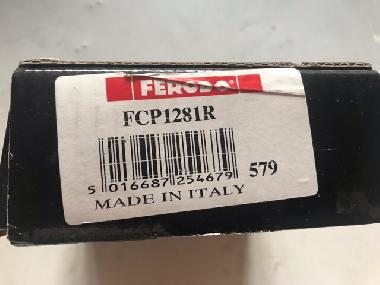 FERODO
FCP1281R
5 016687 254679
579
MADE IN ITALY